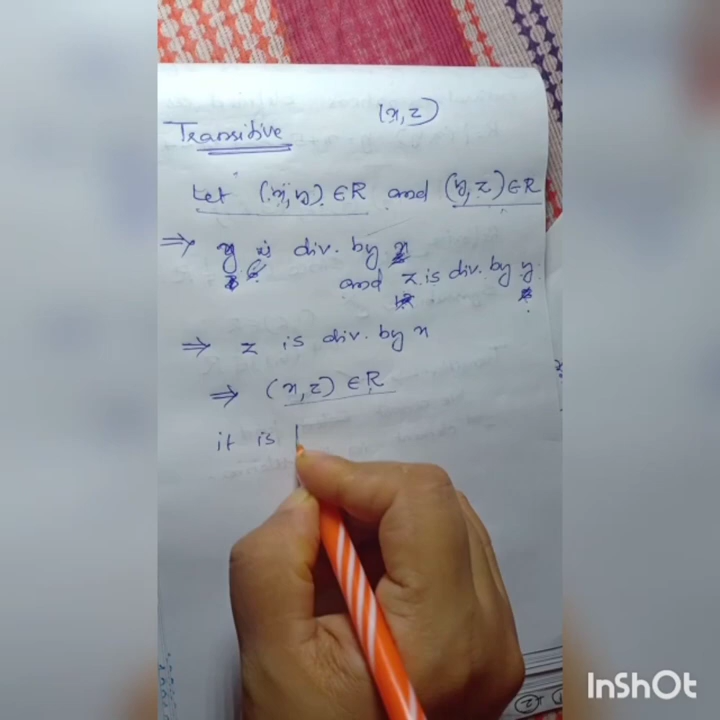 (x,z)
Transitive
Let (x,y) ∈ R and (y,z) ∈ R
⇒ y is div. by x
and z is div. by y
⇒ z is div. by x
⇒ (x,z) ∈ R
it is
InShOt